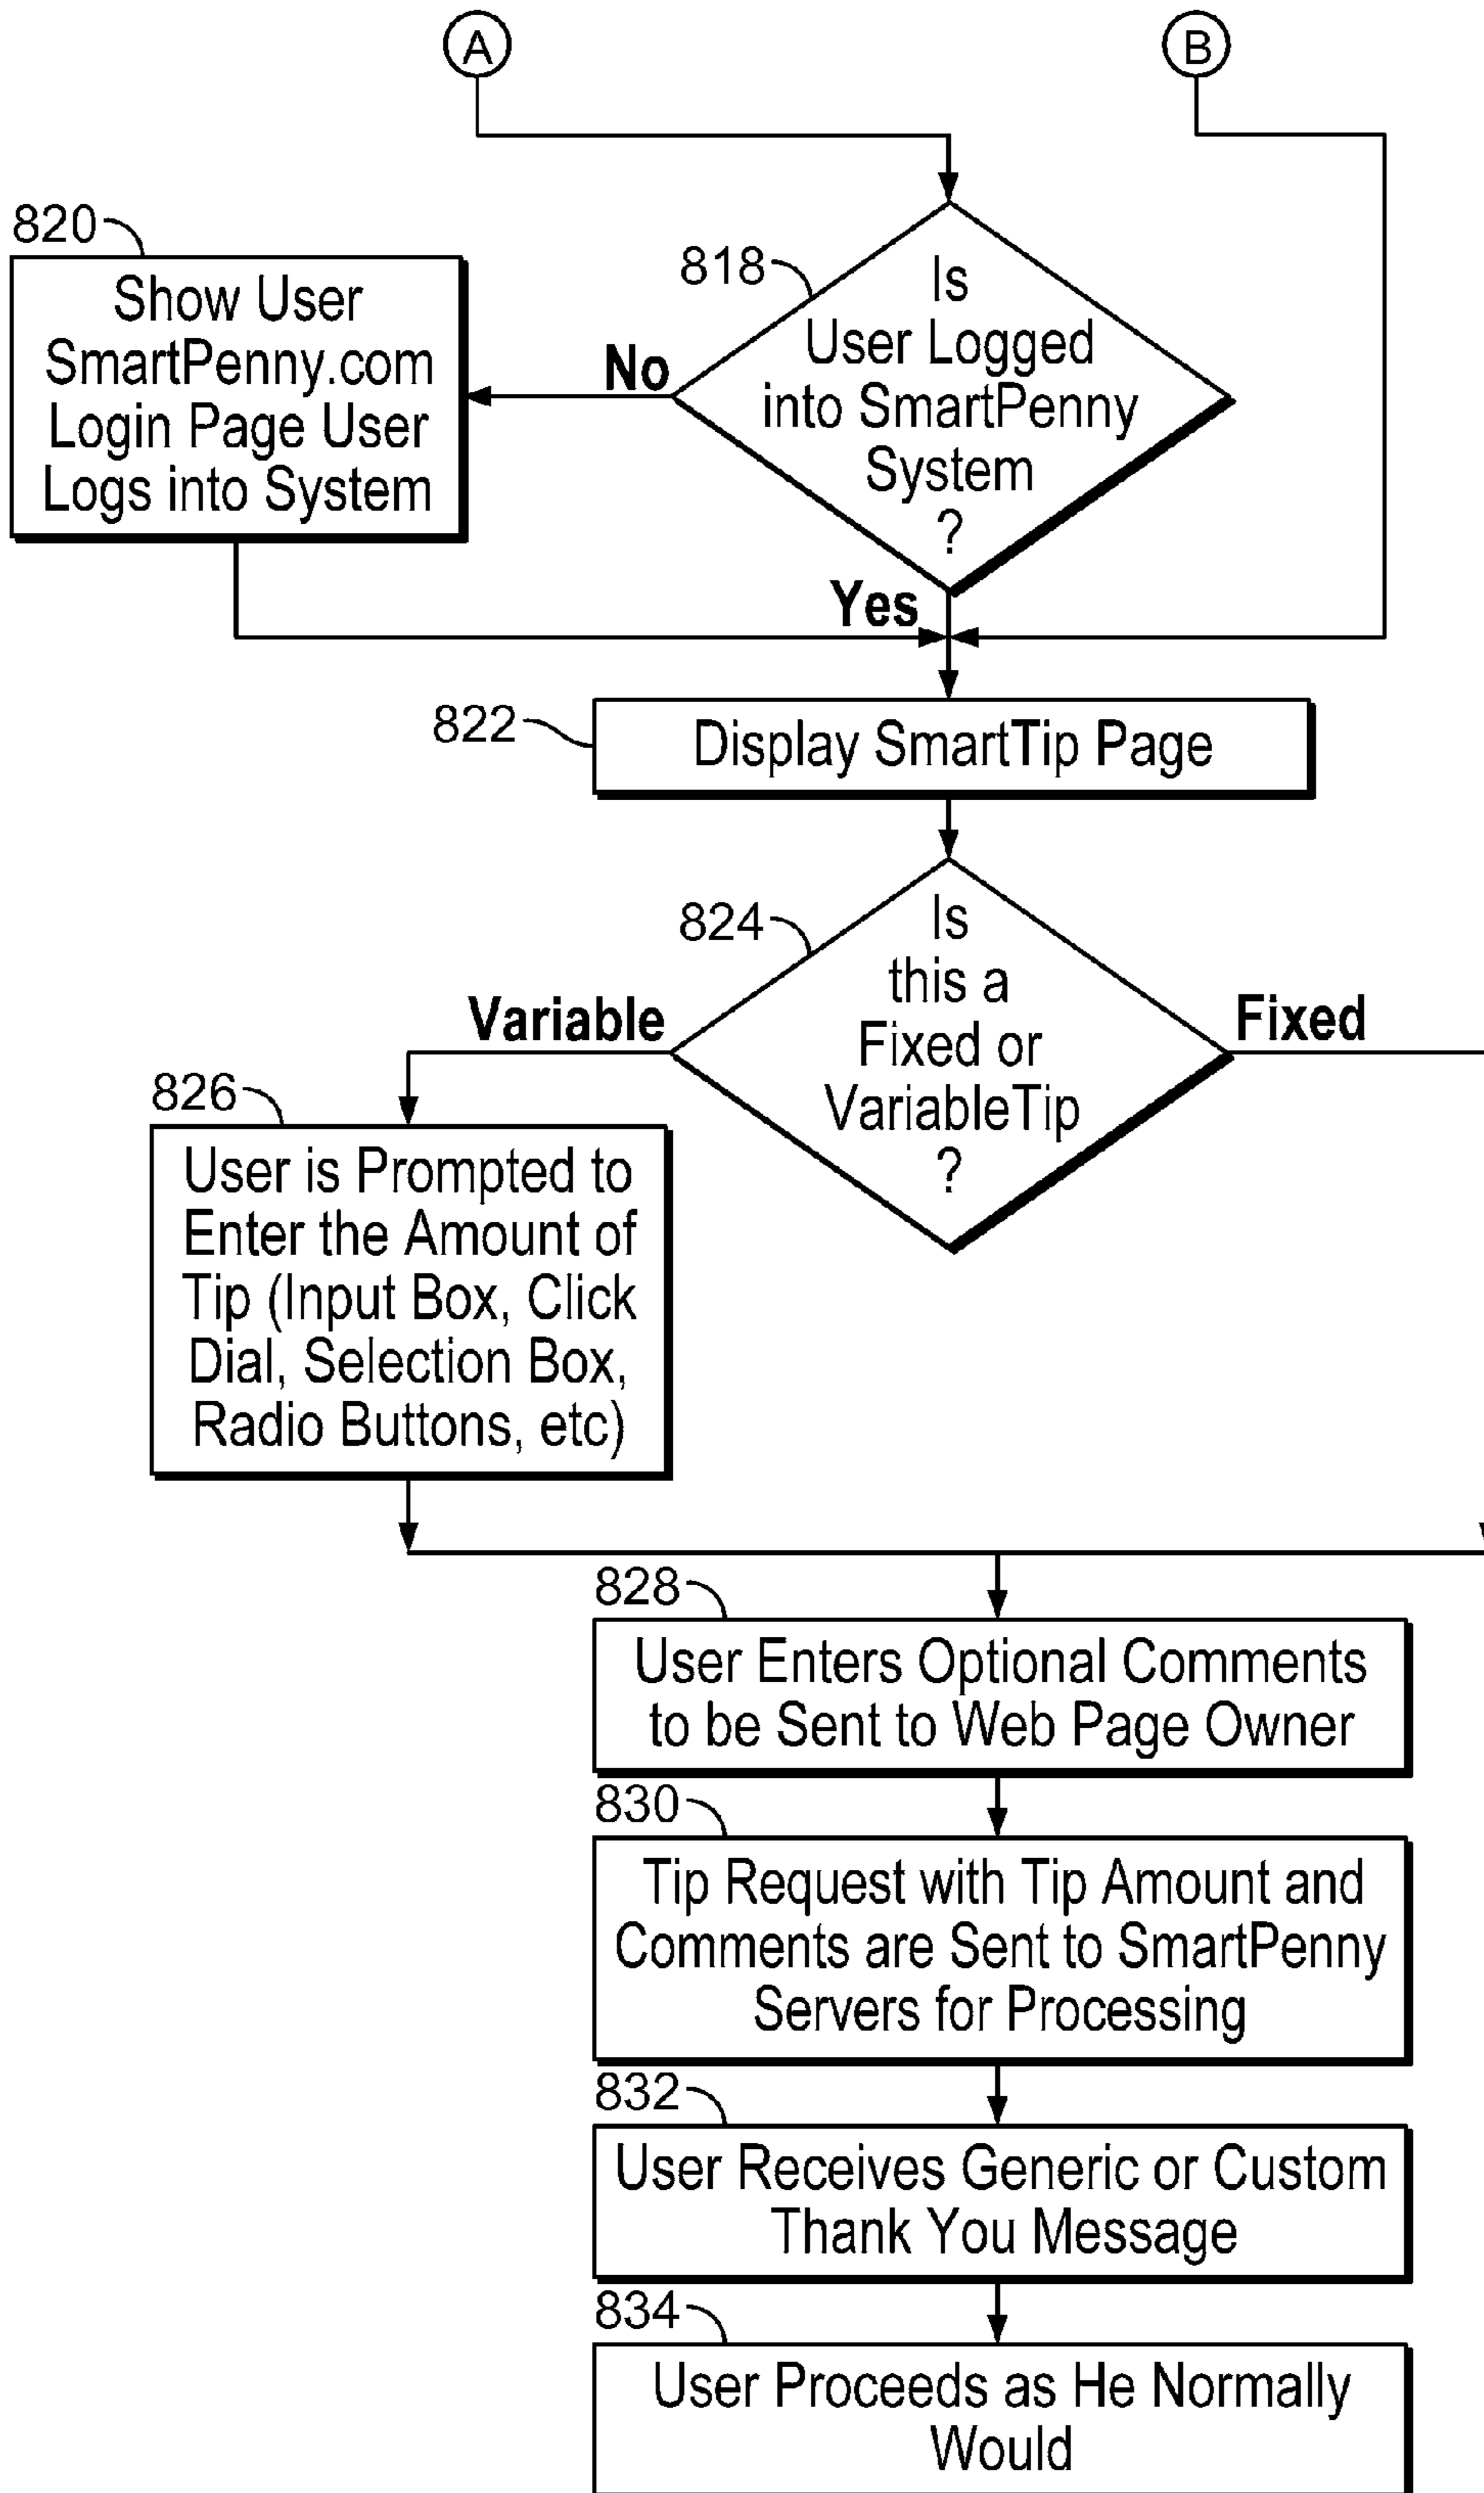 A
B
820
Show User
SmartPenny.com
Login Page User
Logs into System
818
Is
User Logged
into SmartPenny
System
?
No
Yes
822
Display SmartTip Page
824
Is
this a
Fixed or
VariableTip
?
Variable
Fixed
826
User is Prompted to
Enter the Amount of
Tip (Input Box, Click
Dial, Selection Box,
Radio Buttons, etc)
828
User Enters Optional Comments
to be Sent to Web Page Owner
830
Tip Request with Tip Amount and
Comments are Sent to SmartPenny
Servers for Processing
832
User Receives Generic or Custom
Thank You Message
834
User Proceeds as He Normally
Would